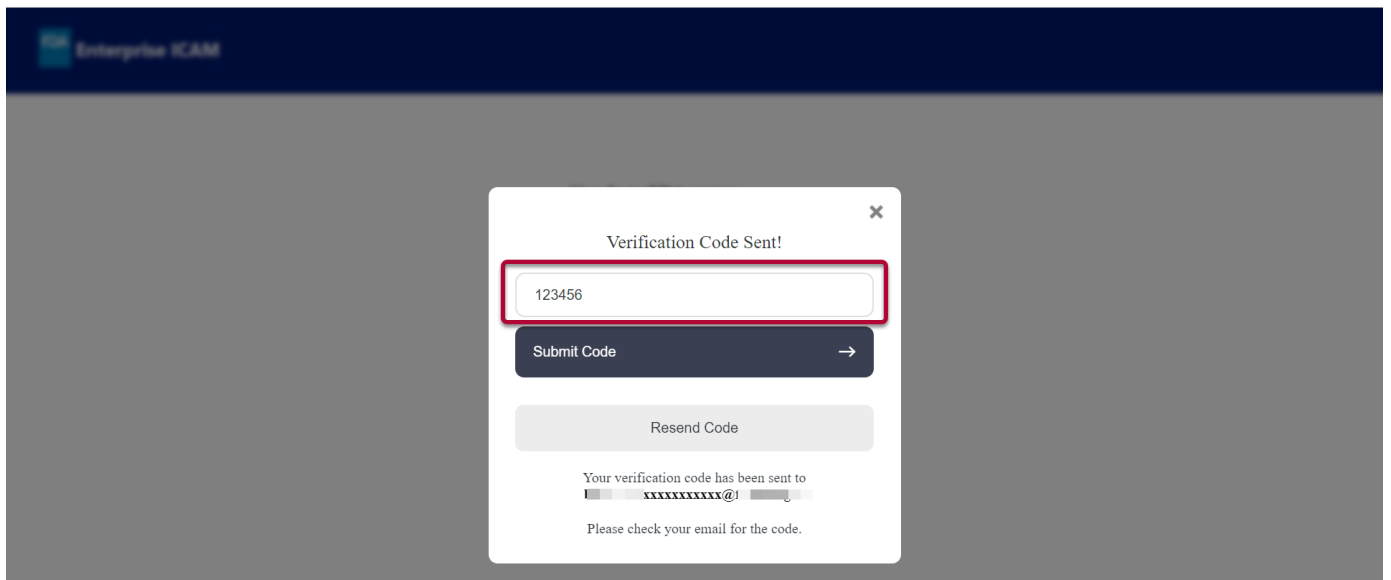 FDA Enterprise ICAM
Verification Code Sent!
123456
Submit Code
Resend Code
Your verification code has been sent to
xxxxxxxxxxx@
Please check your email for the code.